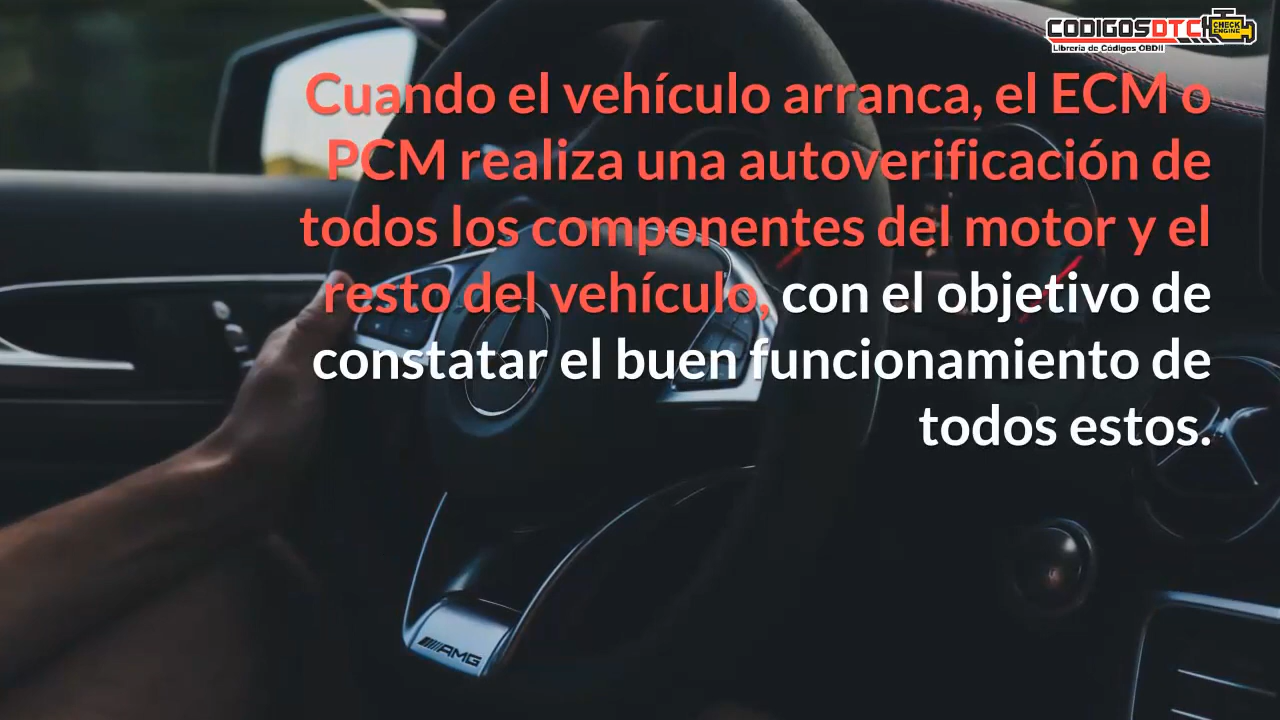 CODIGOSDTC
CHECK
ENGINE
Libreria de Códigos OBDII
Cuando el vehículo arranca, el ECM o
PCM realiza una autoverificación de
todos los componentes del motor y el
resto del vehículo, con el objetivo de
constatar el buen funcionamiento de
todos estos.
AMG